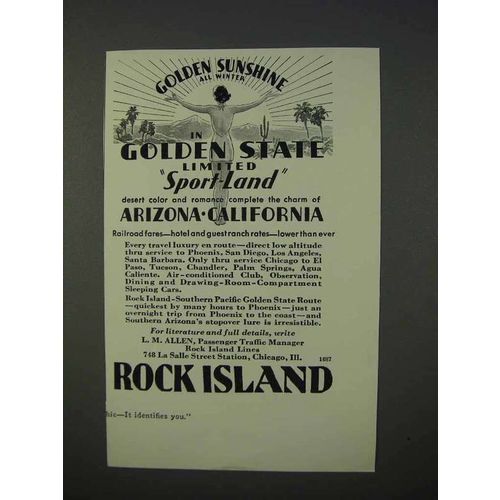 GOLDEN SUNSHINE
ALL WINTER
IN
GOLDEN STATE
LIMITED
"Sport-Land"
desert color and romance complete the charm of
ARIZONA·CALIFORNIA
Railroad fares—hotel and guest ranch rates—lower than ever
Every travel luxury en route—direct low altitude
thru service to Phoenix, San Diego, Los Angeles,
Santa Barbara. Only thru service Chicago to El
Paso, Tucson, Chandler, Palm Springs, Agua
Caliente. Air-conditioned Club, Observation,
Dining and Drawing-Room-Compartment
Sleeping Cars.
Rock Island-Southern Pacific Golden State Route
—quickest by many hours to Phoenix—just an
overnight trip from Phoenix to the coast—and
Southern Arizona's stopover lure is irresistible.
For literature and full details, write
L. M. ALLEN, Passenger Traffic Manager
Rock Island Lines
748 La Salle Street Station, Chicago, Ill.
1087
ROCK ISLAND
hic—It identifies you."